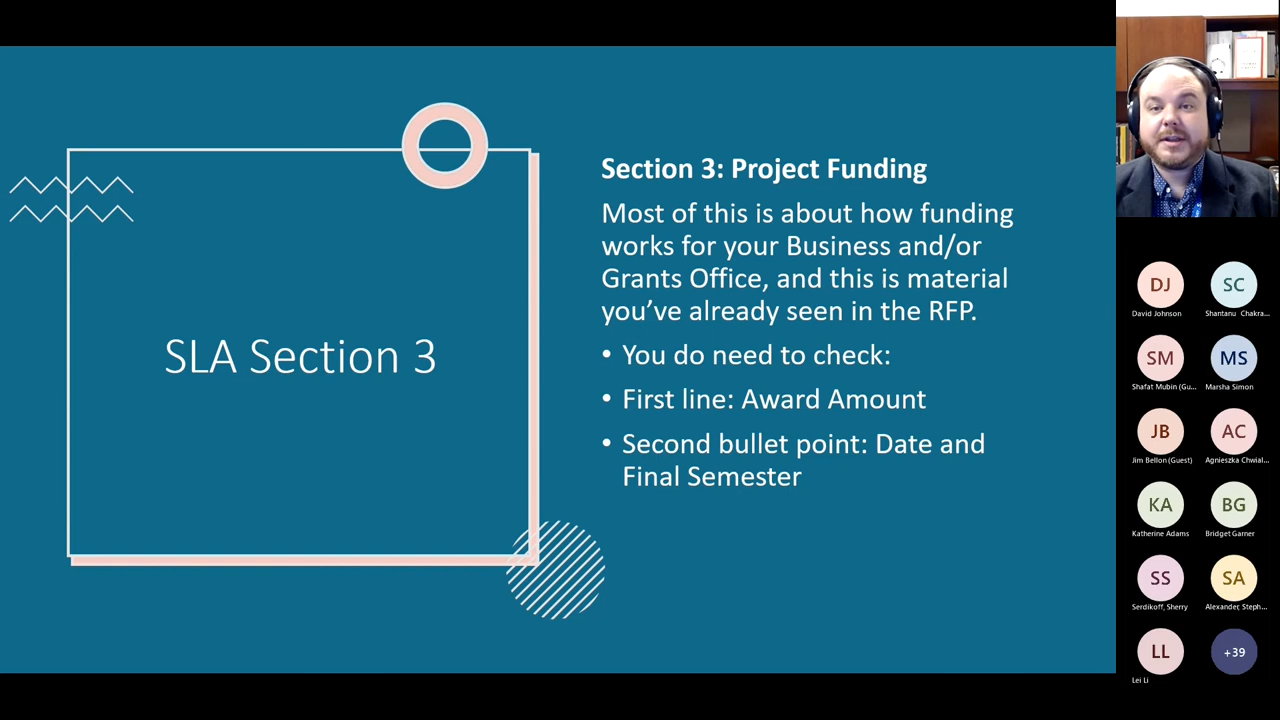 SLA Section 3
Section 3: Project Funding
Most of this is about how funding
works for your Business and/or
Grants Office, and this is material
you’ve already seen in the RFP.
• You do need to check:
• First line: Award Amount
• Second bullet point: Date and
Final Semester
DJ
David Johnson
SC
Shantanu Chakra...
SM
Shafat Mubin (Gu...
MS
Marsha Simon
JB
Jim Bellon (Guest)
AC
Agnieszka Chwial...
KA
Katherine Adams
BG
Bridget Garner
SS
Serdikoff, Sherry
SA
Alexander, Steph...
LL
Lei Li
+39